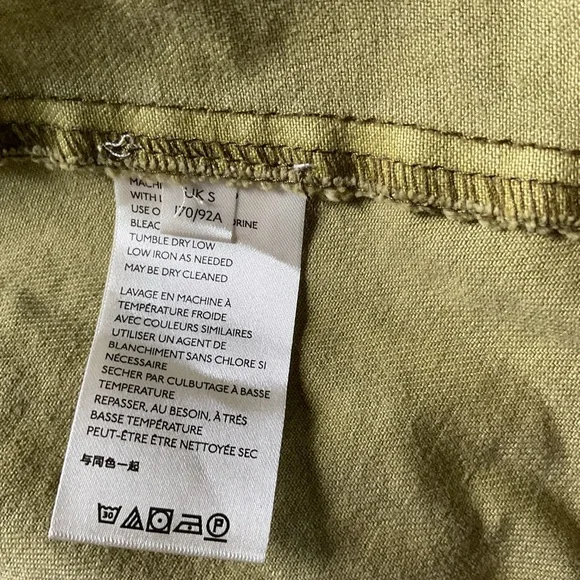 UK S
170/92A
MACHI
WITH L
USE O ORINE
BLEAC
TUMBLE DRY LOW
LOW IRON AS NEEDED
MAY BE DRY CLEANED
LAVAGE EN MACHINE À
TEMPÉRATURE FROIDE
AVEC COULEURS SIMILAIRES
UTILISER UN AGENT DE
BLANCHIMENT SANS CHLORE SI
NÉCESSAIRE
SECHER PAR CULBUTAGE À BASSE
TEMPERATURE
REPASSER, AU BESOIN, À TRÉS
BASSE TEMPÉRATURE
PEUT-ÊTRE ÊTRE NETTOYÉE SEC
与同色一起
30 P